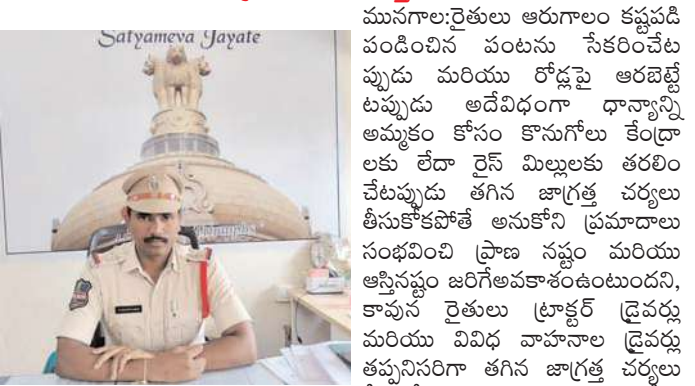 Satyameva Jayate
మునగాల:రైతులు ఆరుగాలం కష్టపడి
పండించిన పంటను సేకరించేట
ప్పుడు మరియు రోడ్లపై ఆరబెట్టే
టప్పుడు అదేవిధంగా ధాన్యాన్ని
అమ్మకం కోసం కొనుగోలు కేంద్రా
లకు లేదా రైస్ మిల్లులకు తరలిం
చేటప్పుడు తగిన జాగ్రత్త చర్యలు
తీసుకోకపోతే అనుకోని ప్రమాదాలు
సంభవించి ప్రాణ నష్టం మరియు
ఆస్తినష్టం జరిగేఅవకాశంఉంటుందని,
కావున రైతులు ట్రాక్టర్ డ్రైవర్లు
మరియు వివిధ వాహనాల డ్రైవర్లు
తప్పనిసరిగా తగిన జాగ్రత్త చర్యలు